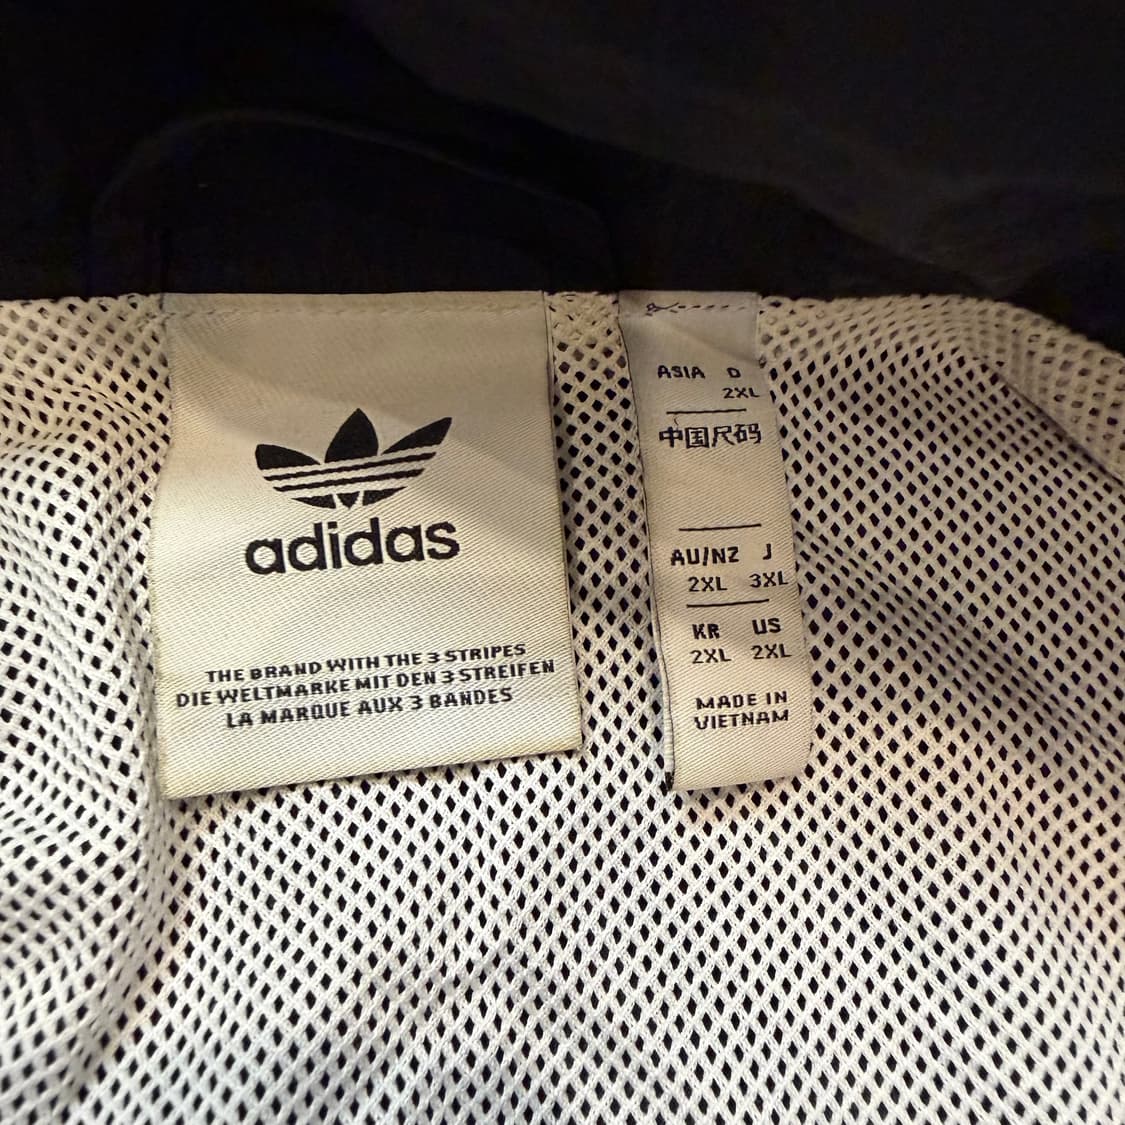 adidas
THE BRAND WITH THE 3 STRIPES
DIE WELTMARKE MIT DEN 3 STREIFEN
LA MARQUE AUX 3 BANDES
ASIA D
2XL
中国尺码
AU/NZ J
2XL 3XL
KR US
2XL 2XL
MADE IN
VIETNAM